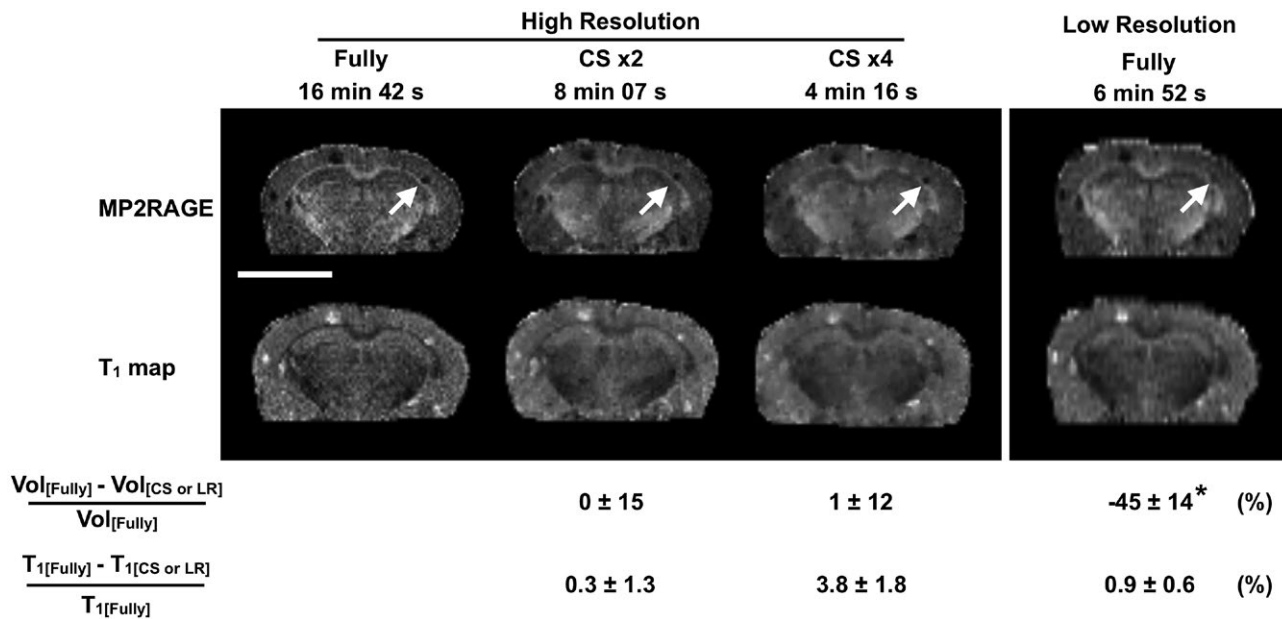 High Resolution
Low Resolution
Fully CS x2 CS x4 Fully
16 min 42 s 8 min 07 s 4 min 16 s 6 min 52 s
MP2RAGE
T₁ map
Vol[Fully] - Vol[CS or LR]
Vol[Fully]
0 ± 15 1 ± 12 -45 ± 14* (%)
T₁[Fully] - T₁[CS or LR]
T₁[Fully]
0.3 ± 1.3 3.8 ± 1.8 0.9 ± 0.6 (%)